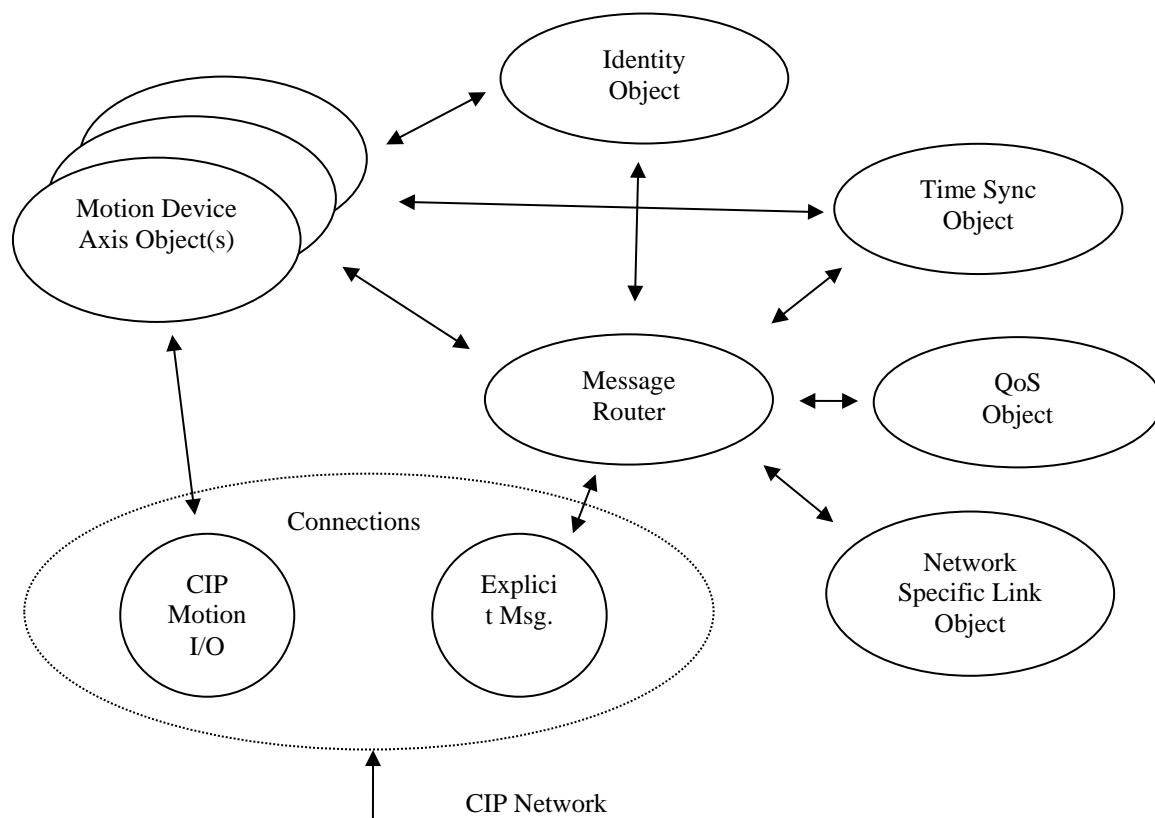 Identity
Object
Motion Device
Axis Object(s)
Time Sync
Object
Message
Router
QoS
Object
Connections
CIP
Motion
I/O
Explici
t Msg.
Network
Specific Link
Object
CIP Network